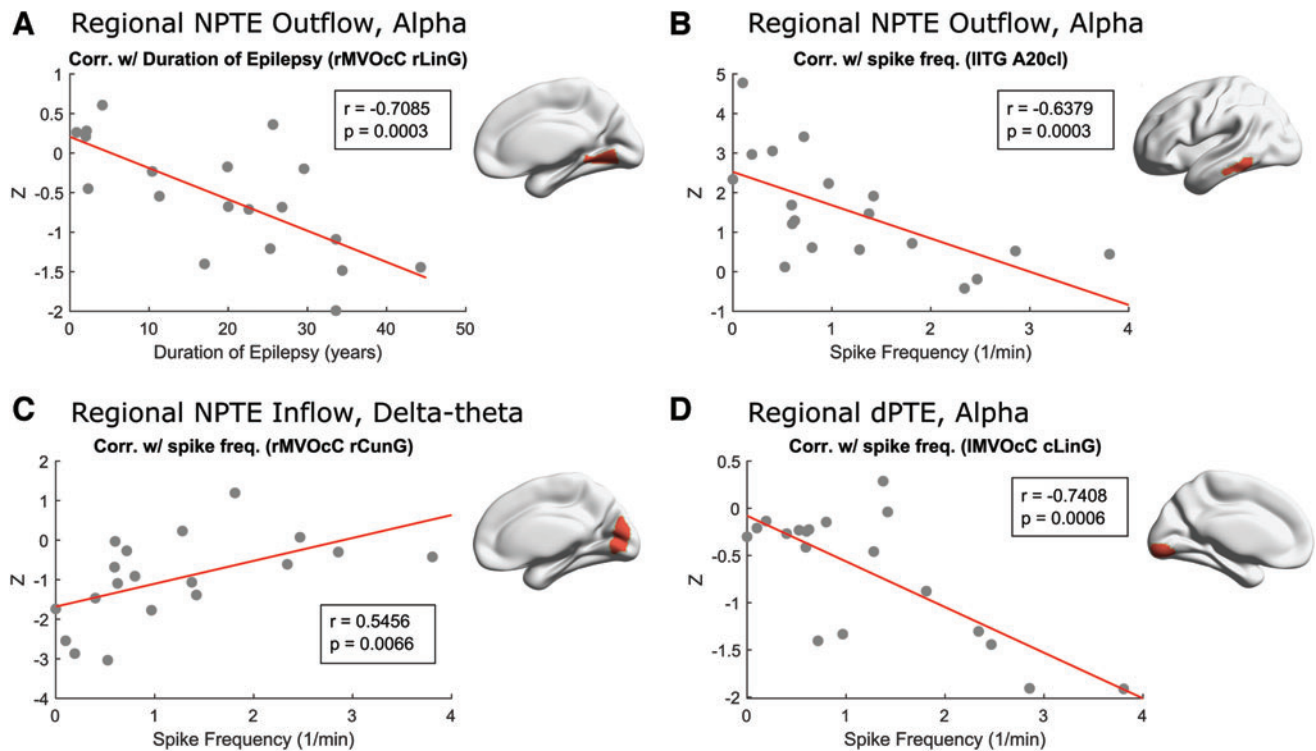 A Regional NPTE Outflow, Alpha
Corr. w/ Duration of Epilepsy (rMVOcC rLinG)
r = -0.7085
p = 0.0003
1
0.5
0
-0.5
-1
-1.5
-2
Z
0 10 20 30 40 50
Duration of Epilepsy (years)
B Regional NPTE Outflow, Alpha
Corr. w/ spike freq. (lITG A20cl)
r = -0.6379
p = 0.0003
5
4
3
2
1
0
-1
Z
0 1 2 3 4
Spike Frequency (1/min)
C Regional NPTE Inflow, Delta-theta
Corr. w/ spike freq. (rMVOcC rCunG)
r = 0.5456
p = 0.0066
2
1
0
-1
-2
-3
-4
Z
0 1 2 3 4
Spike Frequency (1/min)
D Regional dPTE, Alpha
Corr. w/ spike freq. (lMVOcC cLinG)
r = -0.7408
p = 0.0006
0.5
0
-0.5
-1
-1.5
-2
Z
0 1 2 3 4
Spike Frequency (1/min)